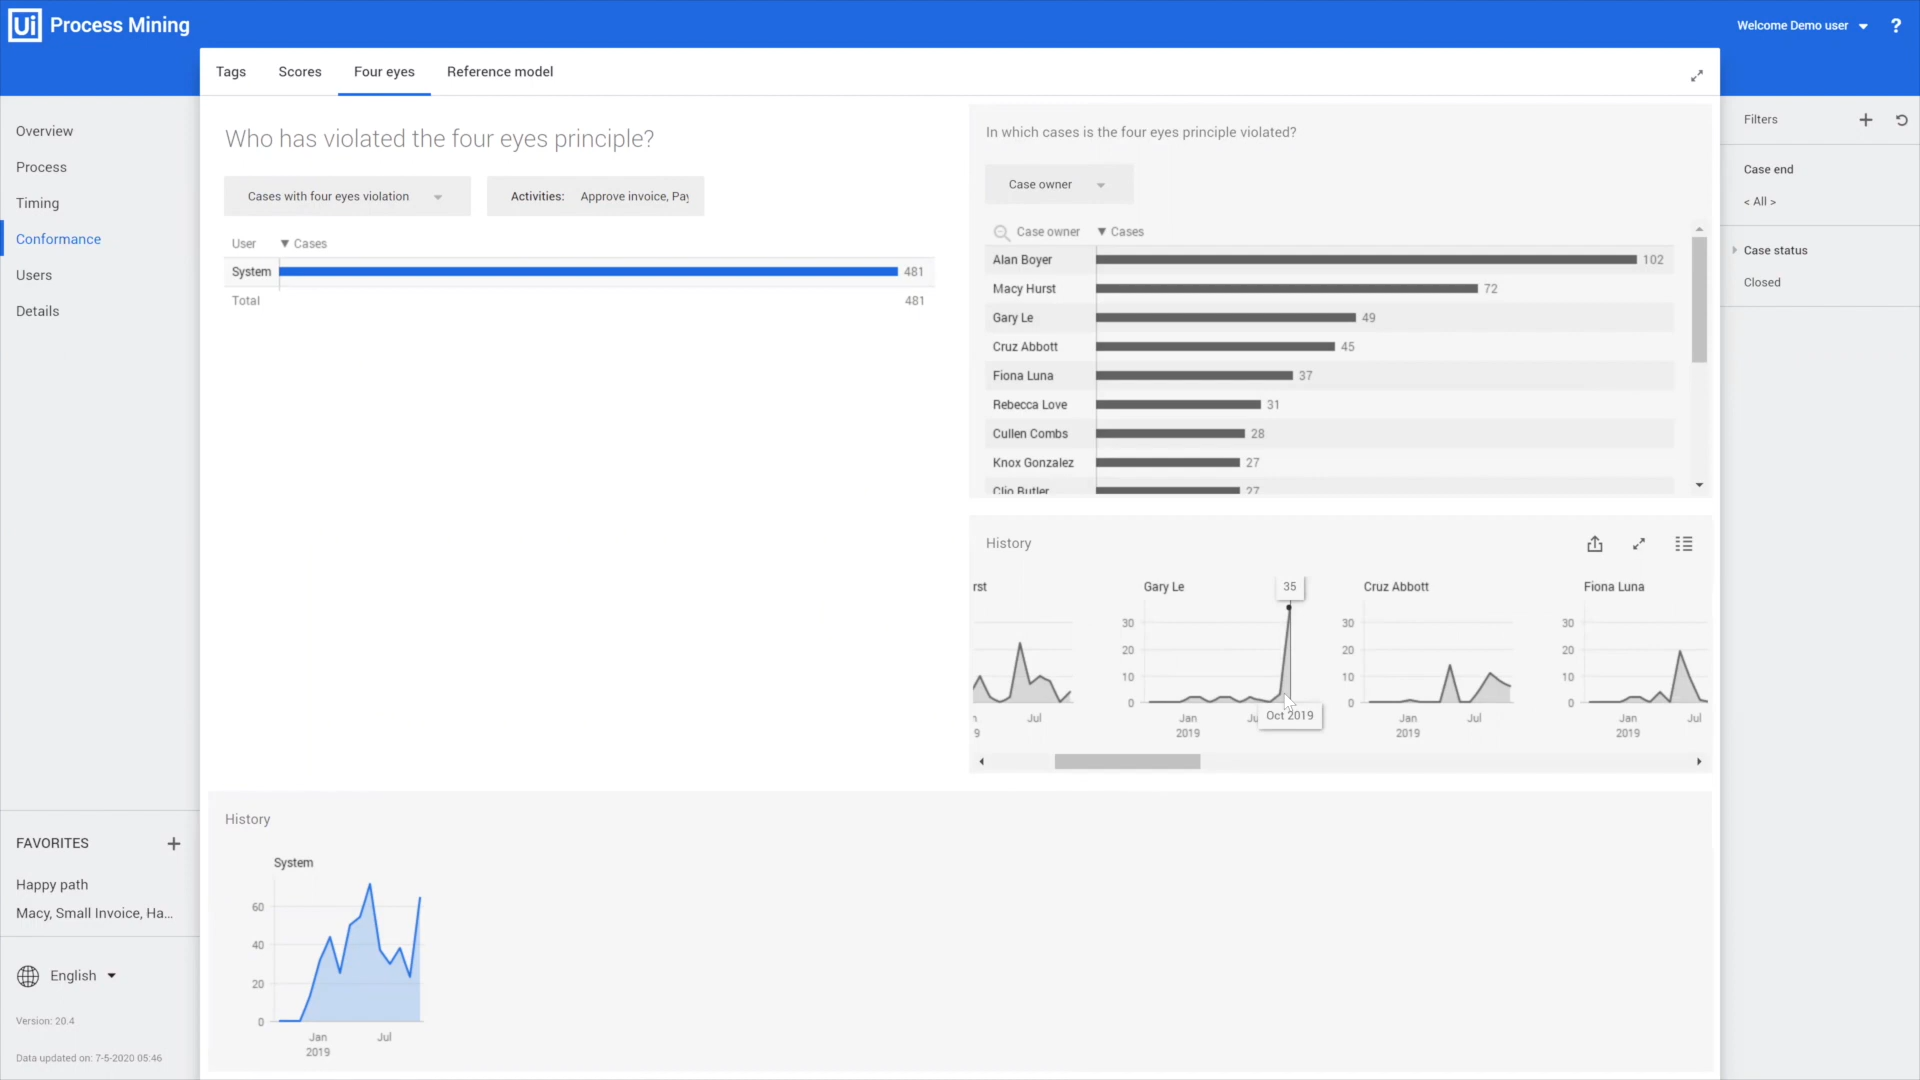 Ui Process Mining
Welcome Demo user
?
Tags Scores Four eyes Reference model
Overview
Process
Timing
Conformance
Users
Details
Who has violated the four eyes principle?
Cases with four eyes violation
Activities: Approve invoice, Pa
User ▼ Cases
System 481
Total 481
In which cases is the four eyes principle violated?
Case owner
Case owner ▼ Cases
Alan Boyer 102
Macy Hurst 72
Gary Le 49
Cruz Abbott 45
Fiona Luna 37
Rebecca Love 31
Cullen Combs 28
Knox Gonzalez 27
Clio Butler 27
Filters
Case end
< All >
Case status
Closed
History
rst Gary Le 35 Cruz Abbott Fiona Luna
30 30 30
20 20 20
10 10 10
0 0 0
Jul Jan Ju Jan Jul Jan Jul
9 2019 Oct 2019 2019 2019
History
System
60
40
20
0
Jan Jul
2019
FAVORITES
Happy path
Macy, Small Invoice, Ha...
English
Version: 20.4
Data updated on: 7-5-2020 05:46